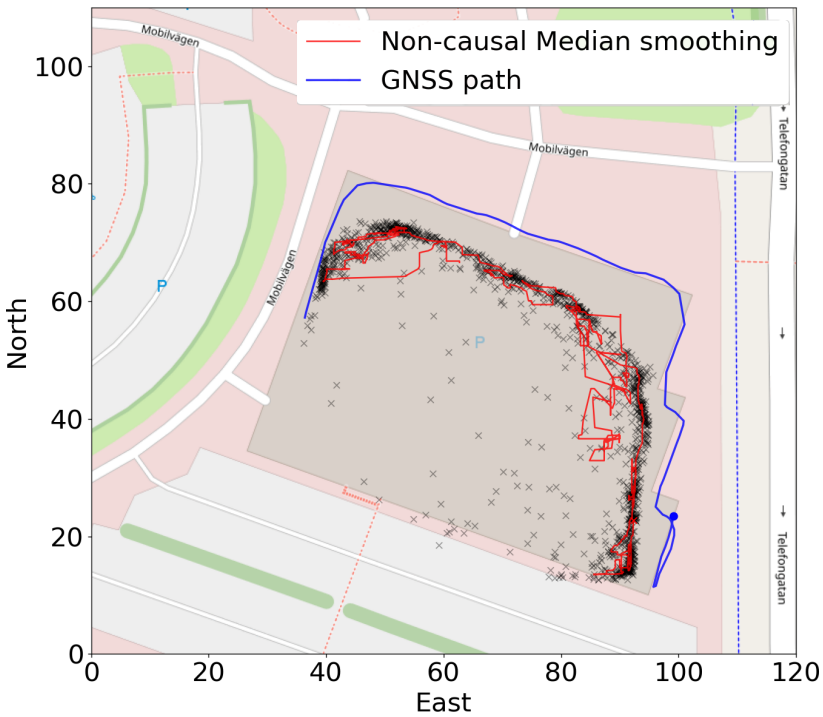 Mobilvägen
Non-causal Median smoothing
GNSS path
100
Mobilvägen
Telefongatan
80
Mobilvägen
P
60
P
40
20
Telefongatan
0
0 20 40 60 80 100 120
North
East